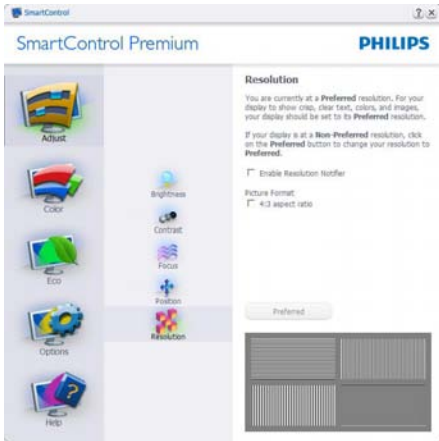 SmartControl
SmartControl Premium
PHILIPS
Adjust
Color
Eco
Options
Help
Brightness
Contrast
Focus
Position
Resolution
Resolution
You are currently at a Preferred resolution. For your
display to show crisp, clear text, colors, and images,
your display should be set to its Preferred resolution.
If your display is at a Non-Preferred resolution, click
on the Preferred button to change your resolution to
Preferred.
Enable Resolution Notifier
Picture Format
4:3 aspect ratio
Preferred